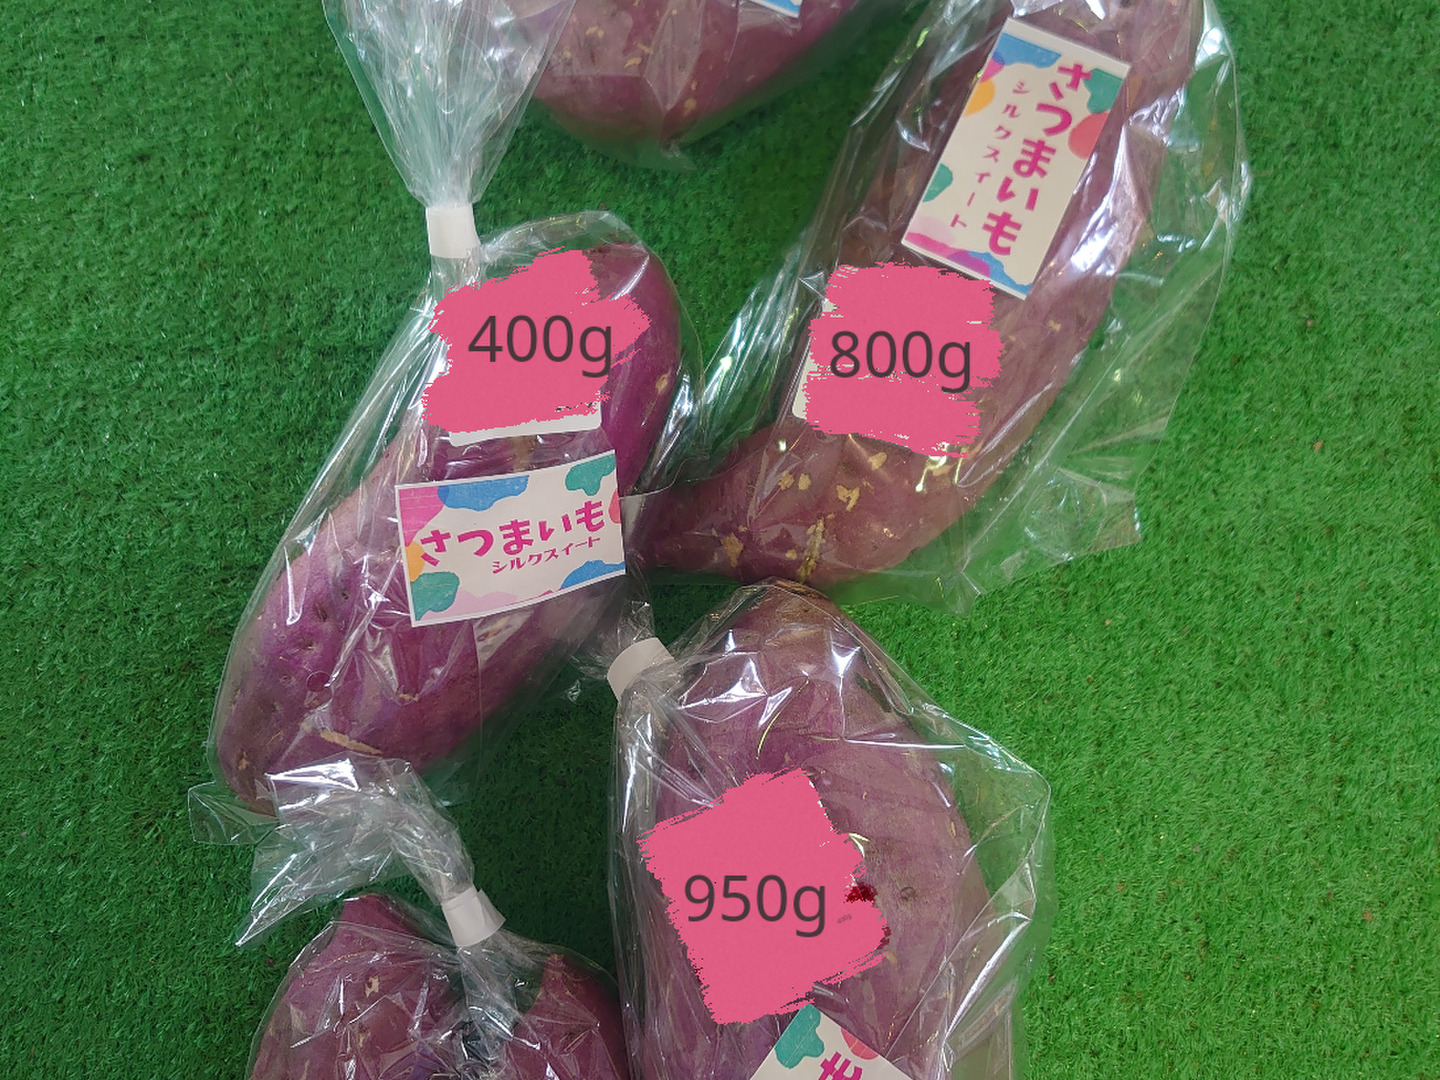 さつまいも
シルクスイート
400g
800g
さつまいも
シルクスイート
950g